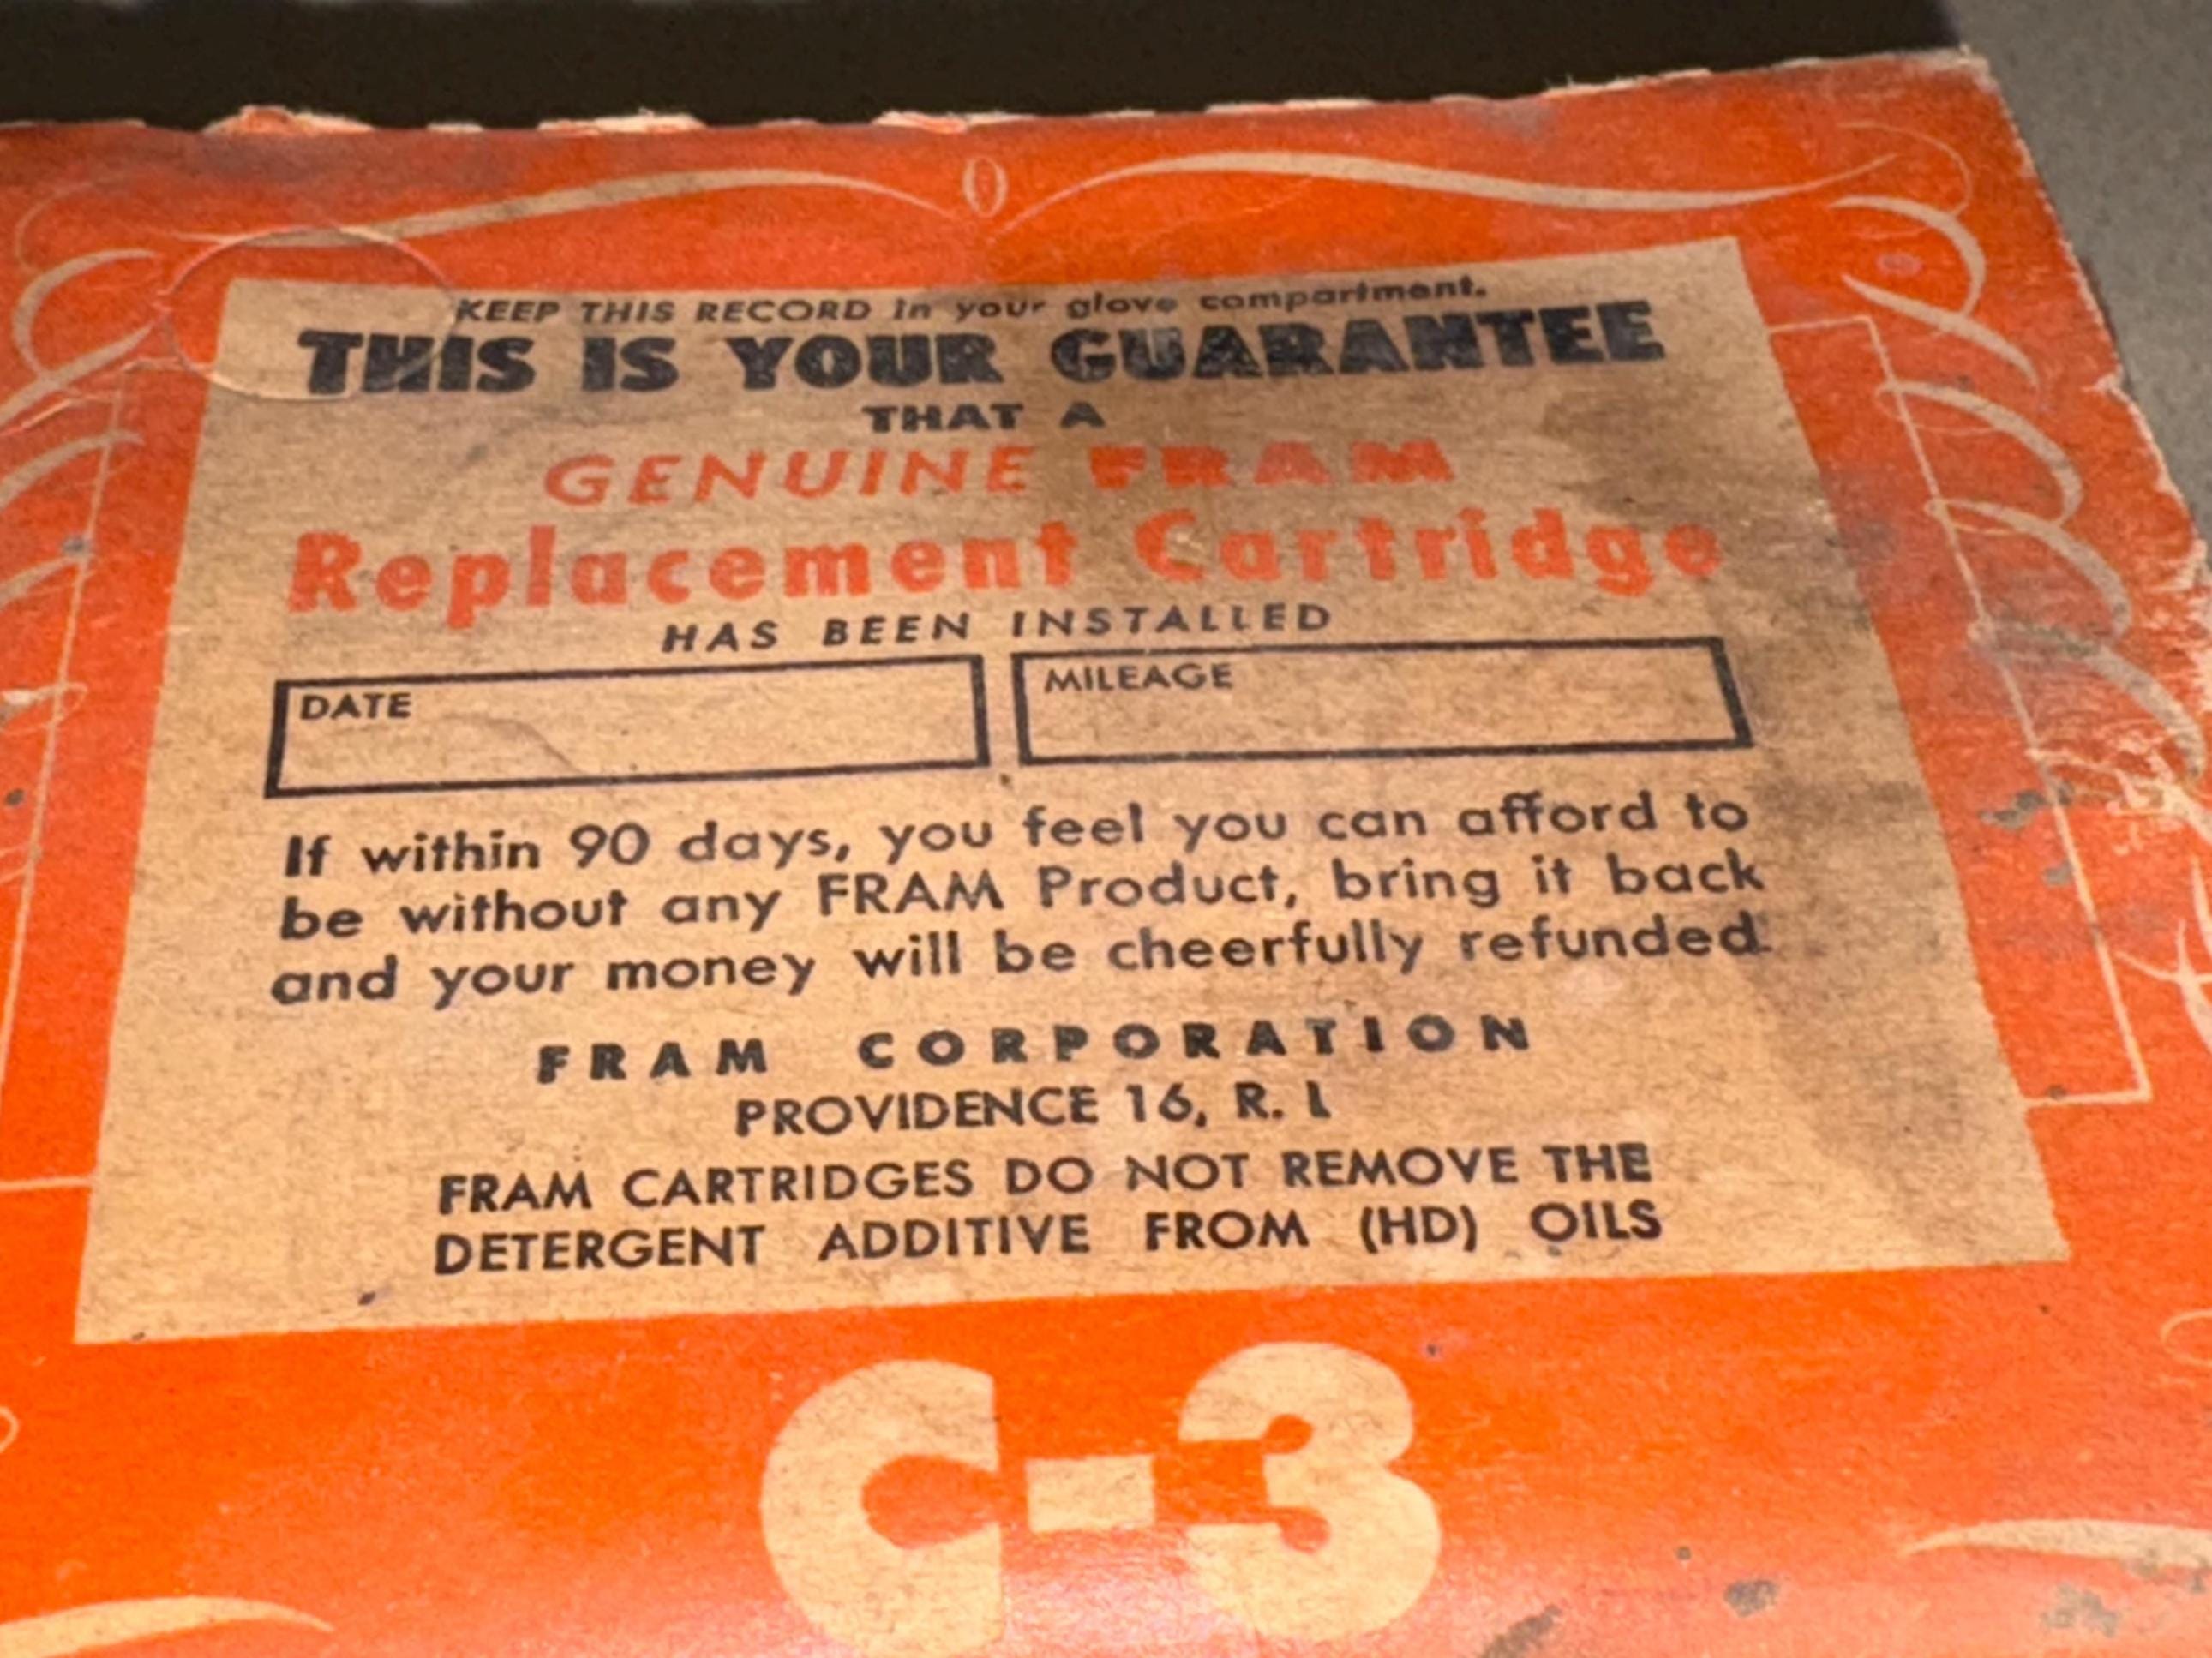 KEEP THIS RECORD in your glove compartment.
THIS IS YOUR GUARANTEE
THAT A
GENUINE FRAM
Replacement Cartridge
HAS BEEN INSTALLED
DATE MILEAGE
If within 90 days, you feel you can afford to
be without any FRAM Product, bring it back
and your money will be cheerfully refunded.
FRAM CORPORATION
PROVIDENCE 16, R. I.
FRAM CARTRIDGES DO NOT REMOVE THE
DETERGENT ADDITIVE FROM (HD) OILS
C-3